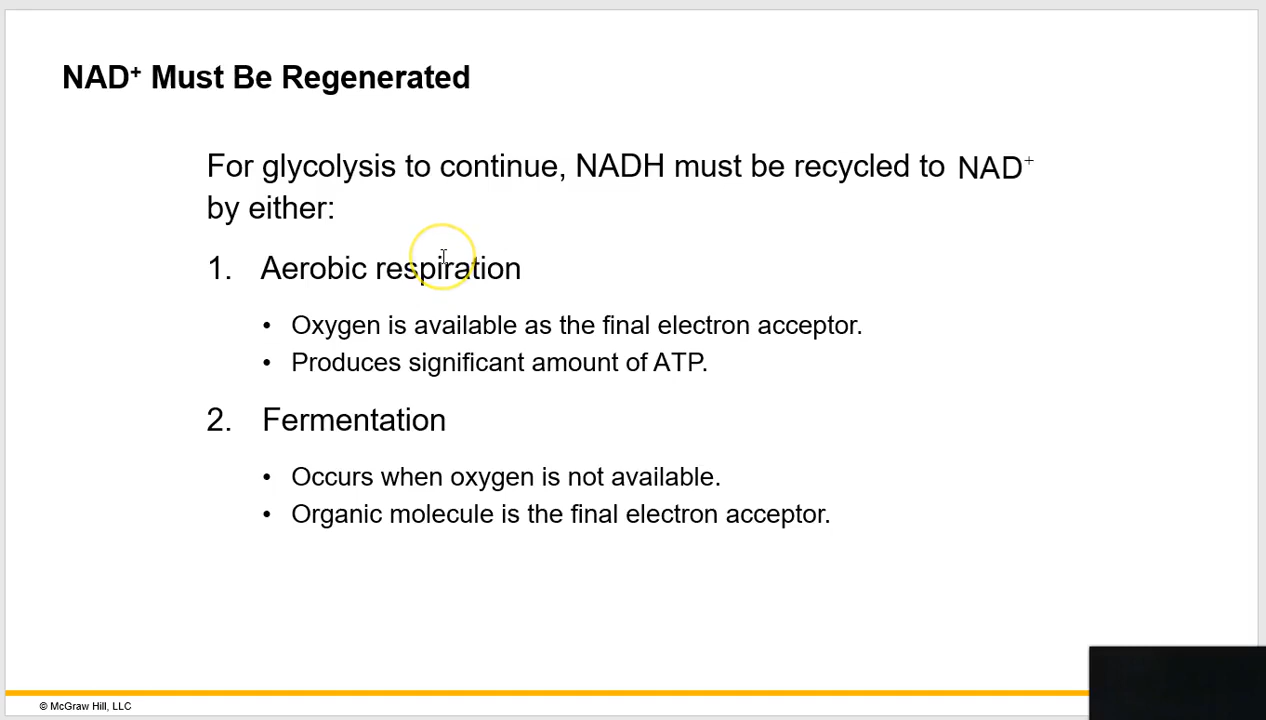 NAD⁺ Must Be Regenerated
For glycolysis to continue, NADH must be recycled to NAD⁺
by either:
1. Aerobic respiration
• Oxygen is available as the final electron acceptor.
• Produces significant amount of ATP.
2. Fermentation
• Occurs when oxygen is not available.
• Organic molecule is the final electron acceptor.
© McGraw Hill, LLC